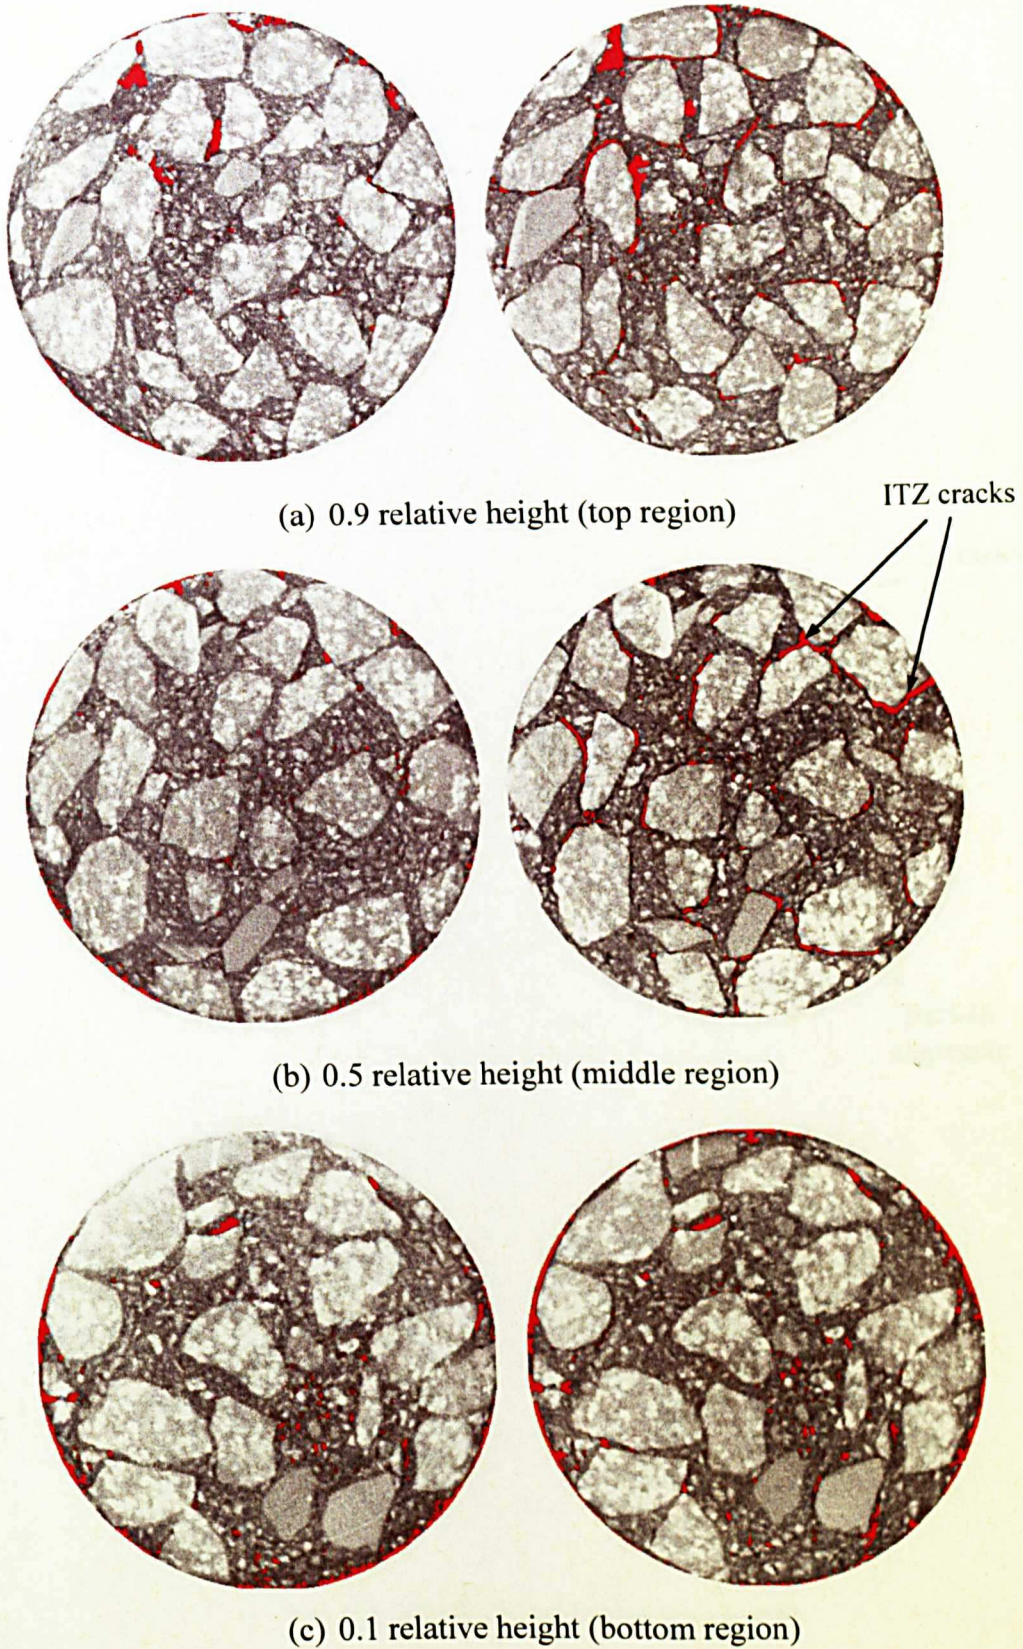 (a) 0.9 relative height (top region)
ITZ cracks
(b) 0.5 relative height (middle region)
(c) 0.1 relative height (bottom region)